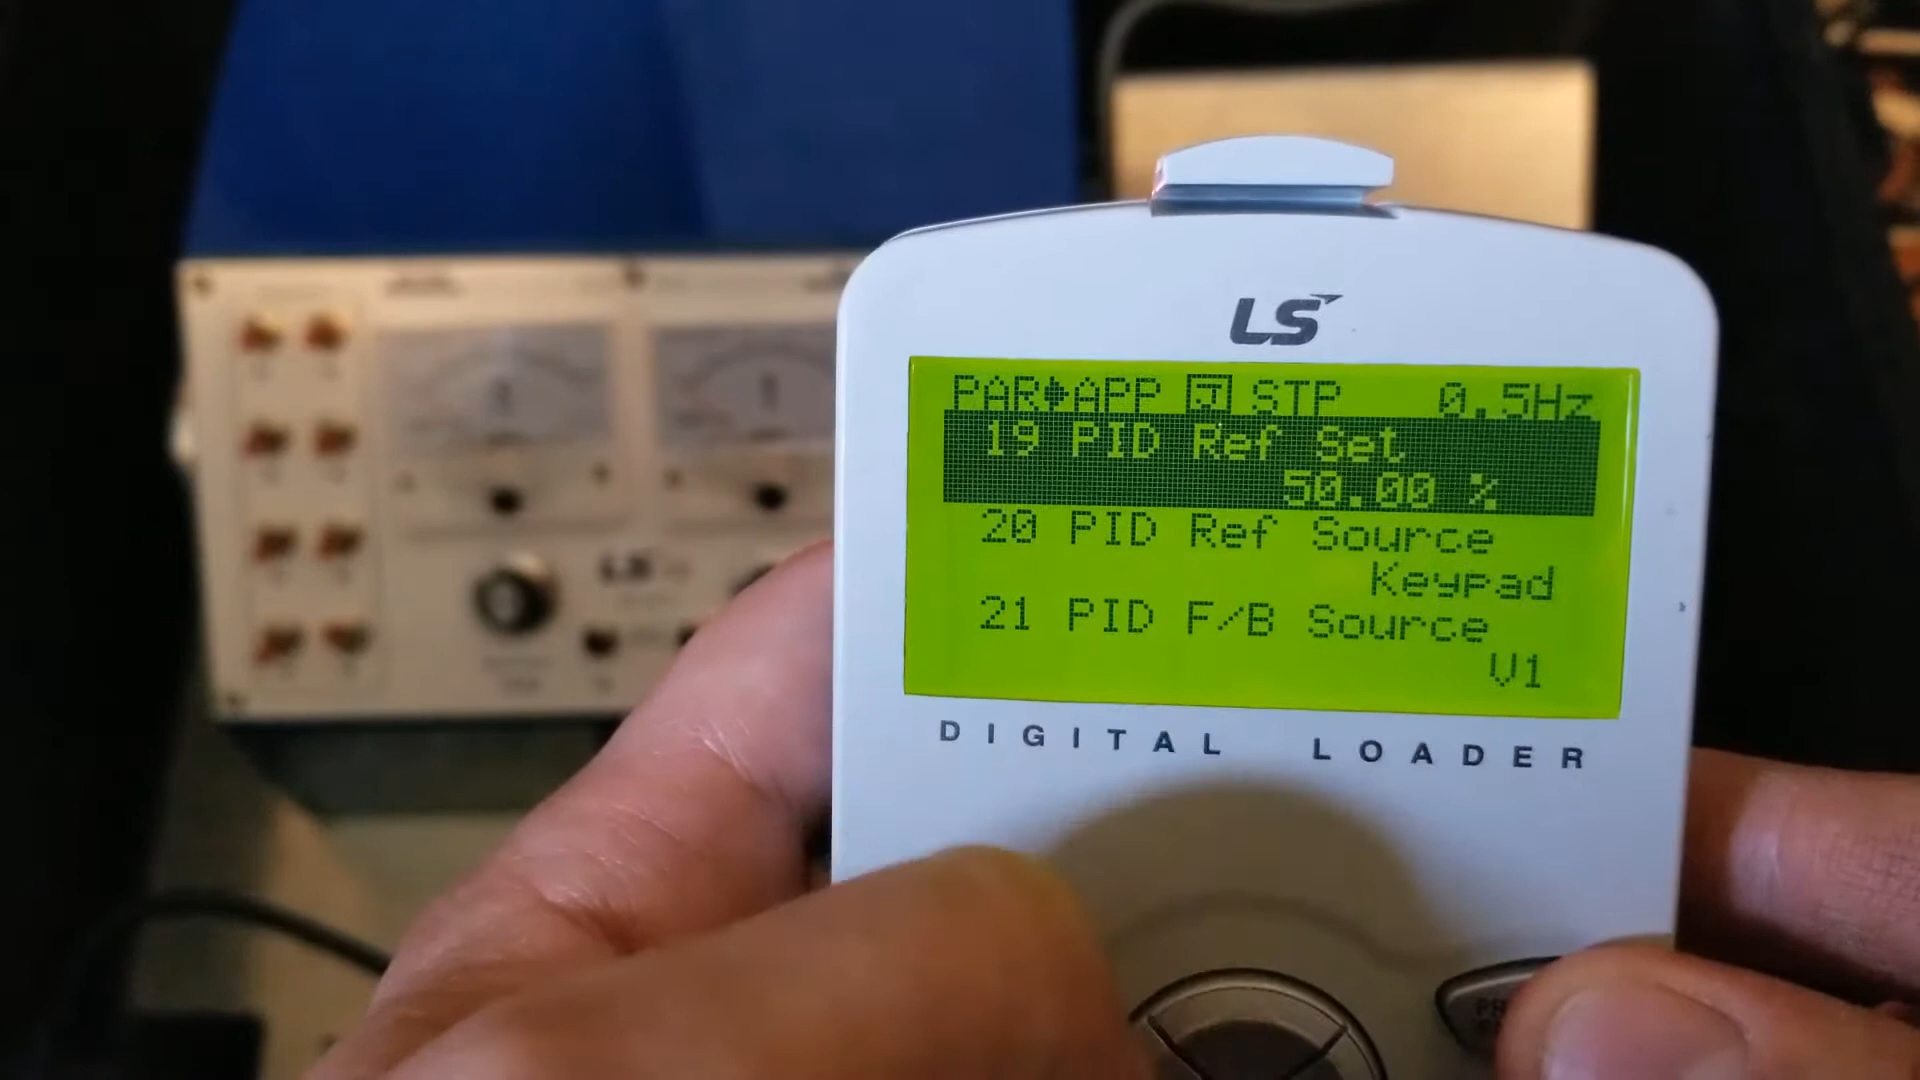 LS
PAR APP J STP 0.5Hz
19 PID Ref Set
50.00 %
20 PID Ref Source
Keypad
21 PID F/B Source
V1
DIGITAL LOADER
LS